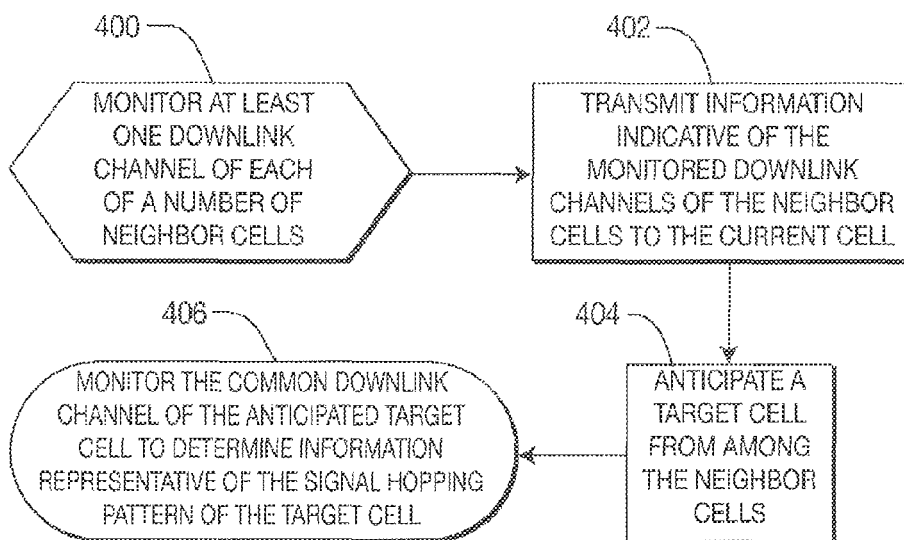 400
MONITOR AT LEAST
ONE DOWNLINK
CHANNEL OF EACH
OF A NUMBER OF
NEIGHBOR CELLS
402
TRANSMIT INFORMATION
INDICATIVE OF THE
MONITORED DOWNLINK
CHANNELS OF THE NEIGHBOR
CELLS TO THE CURRENT CELL
404
ANTICIPATE A
TARGET CELL
FROM AMONG
THE NEIGHBOR
CELLS
406
MONITOR THE COMMON DOWNLINK
CHANNEL OF THE ANTICIPATED TARGET
CELL TO DETERMINE INFORMATION
REPRESENTATIVE OF THE SIGNAL HOPPING
PATTERN OF THE TARGET CELL